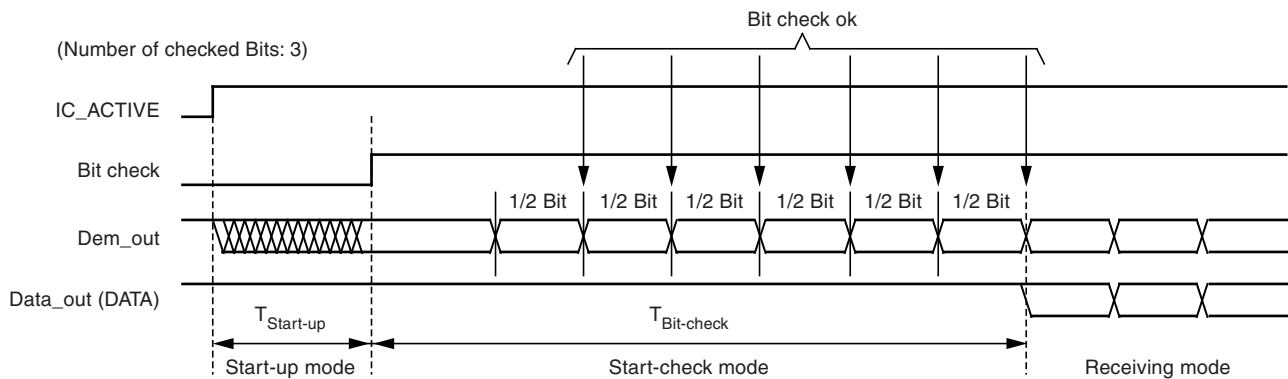 Bit check ok
(Number of checked Bits: 3)
IC_ACTIVE
Bit check
1/2 Bit 1/2 Bit 1/2 Bit 1/2 Bit 1/2 Bit 1/2 Bit
Dem_out
Data_out (DATA)
TStart-up TBit-check
Start-up mode Start-check mode Receiving mode